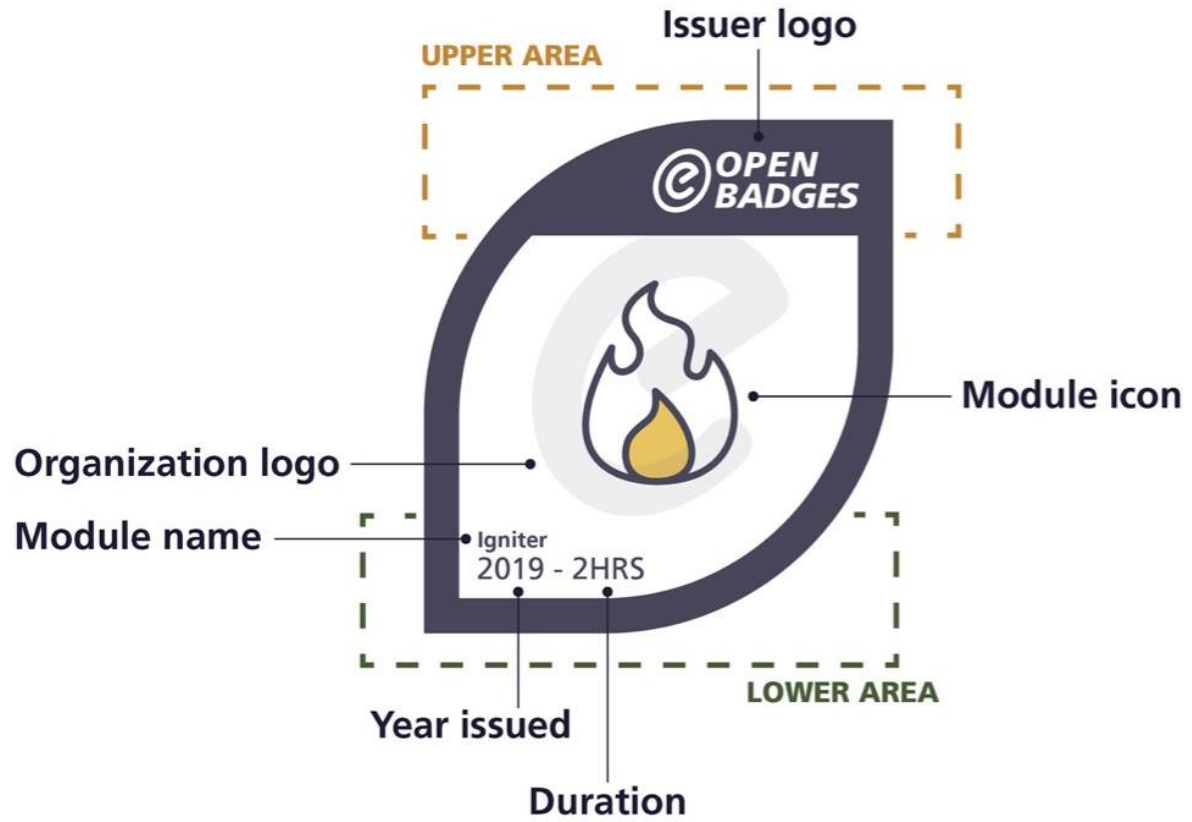 Issuer logo
UPPER AREA
OPEN
BADGES
Module icon
Organization logo
Module name
Igniter
2019 - 2HRS
LOWER AREA
Year issued
Duration